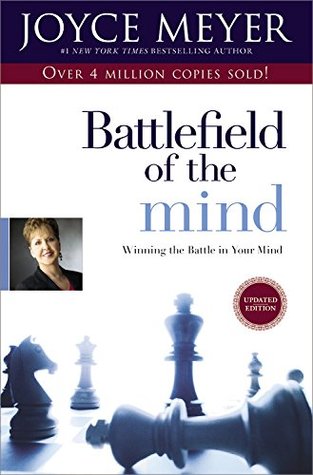 JOYCE MEYER
#1 NEW YORK TIMES BESTSELLING AUTHOR
OVER 4 MILLION COPIES SOLD!
Battlefield
of the
mind
Winning the Battle in Your Mind
UPDATED
EDITION